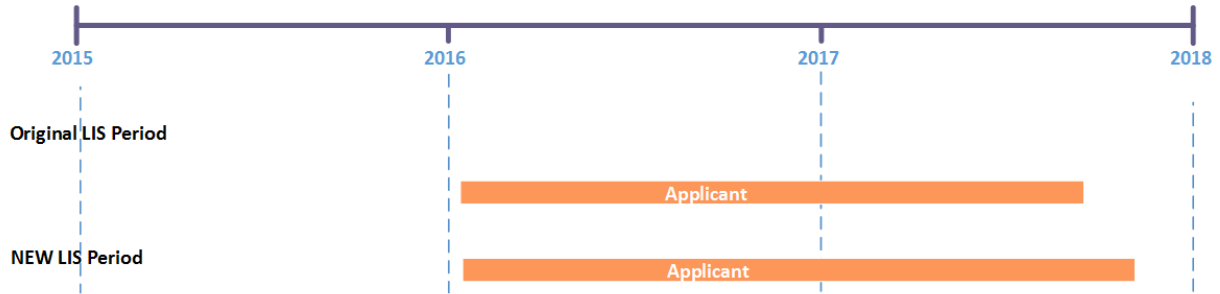 2015 2016 2017 2018
Original LIS Period
Applicant
NEW LIS Period
Applicant